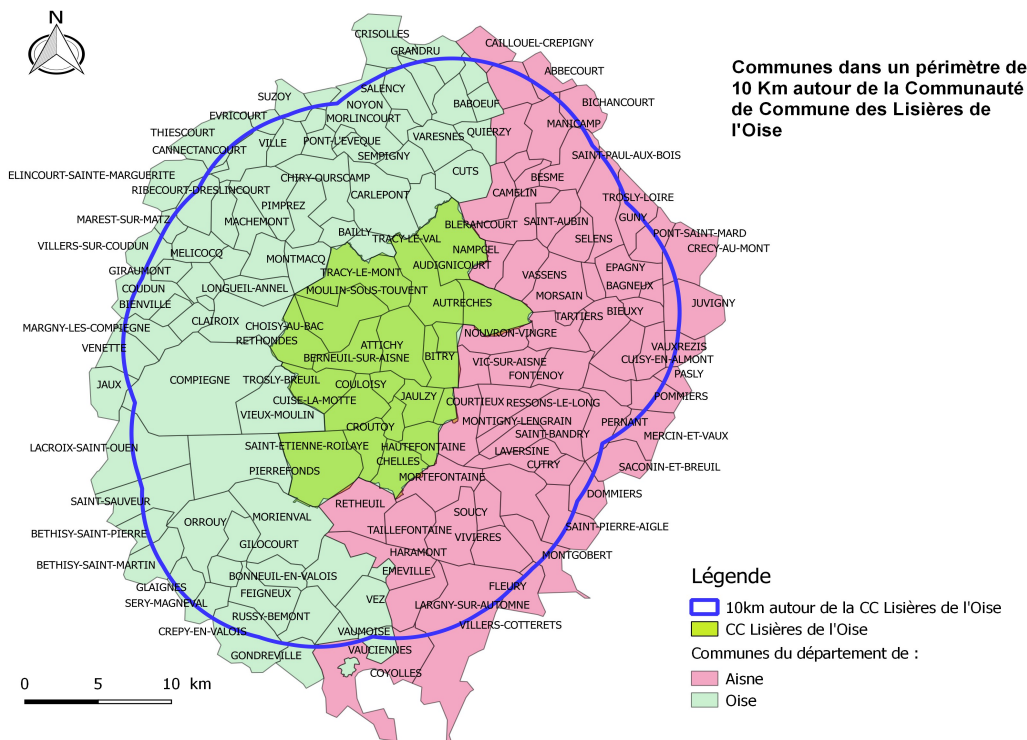 N
Communes dans un périmètre de
10 Km autour de la Communauté
de Commune des Lisières de
l'Oise
CRISOLLES
CAILLOUEL-CREPIGNY
GRANDRU
ABBECOURT
SALENCY
SUZOY
NOYON
BABOEUF
BICHANCOURT
EVRICOURT
MORLINCOURT
MANICAMP
THIESCOURT
VARESNES
QUIERZY
VILLE
PONT-L'EVEQUE
CANNECTANCOURT
SEMPIGNY
SAINT-PAUL-AUX-BOIS
CUTS
ELINCOURT-SAINTE-MARGUERITE
CHIRY-OURSCAMP
BESME
RIBECOURT-DRESLINCOURT
CARLEPONT
CAMELIN
TROSLY-LOIRE
PIMPREZ
MAREST-SUR-MATZ
MACHEMONT
BLERANCOURT
SAINT-AUBIN
GUNY
BAILLY
PONT-SAINT-MARD
TRACY-LE-VAL
SELENS
VILLERS-SUR-COUDUN
MELICOCQ
NAMPCEL
CRECY-AU-MONT
MONTMACQ
AUDIGNICOURT
GIRAUMONT
TRACY-LE-MONT
VASSENS
EPAGNY
COUDUN
LONGUEIL-ANNEL
MOULIN-SOUS-TOUVENT
BAGNEUX
BIENVILLE
AUTRECHES
MORSAIN
JUVIGNY
CLAIROIX
TARTIERS
BIEUXY
MARGNY-LES-COMPIEGNE
CHOISY-AU-BAC
NOUVRON-VINGRE
RETHONDES
ATTICHY
VENETTE
VAUXREZIS
BERNEUIL-SUR-AISNE
BITRY
VIC-SUR-AISNE
CUISY-EN-ALMONT
JAUX
COMPIEGNE
TROSLY-BREUIL
COULOISY
FONTENOY
PASLY
JAULZY
POMMIERS
CUISE-LA-MOTTE
COURTIEUX
RESSONS-LE-LONG
VIEUX-MOULIN
CROUTOY
MONTIGNY-LENGRAIN
PERNANT
SAINT-BANDRY
MERCIN-ET-VAUX
LACROIX-SAINT-OUEN
SAINT-ETIENNE-ROILAYE
HAUTEFONTAINE
LAVERSINE
CHELLES
CUTRY
SACONIN-ET-BREUIL
PIERREFONDS
MORTEFONTAINE
DOMMIERS
SAINT-SAUVEUR
RETHEUIL
SOUCY
MORIENVAL
ORROUY
SAINT-PIERRE-AIGLE
BETHISY-SAINT-PIERRE
TAILLEFONTAINE
VIVIERES
GILOCOURT
HARAMONT
MONTGOBERT
BETHISY-SAINT-MARTIN
EMEVILLE
BONNEUIL-EN-VALOIS
GLAIGNES
FEIGNEUX
FLEURY
VEZ
SERY-MAGNEVAL
LARGNY-SUR-AUTOMNE
RUSSY-BEMONT
VILLERS-COTTERETS
CREPY-EN-VALOIS
VAUMOISE
GONDREVILLE
VAUCIENNES
COYOLLES
Légende
10km autour de la CC Lisières de l'Oise
CC Lisières de l'Oise
Communes du département de :
Aisne
Oise
0 5 10 km